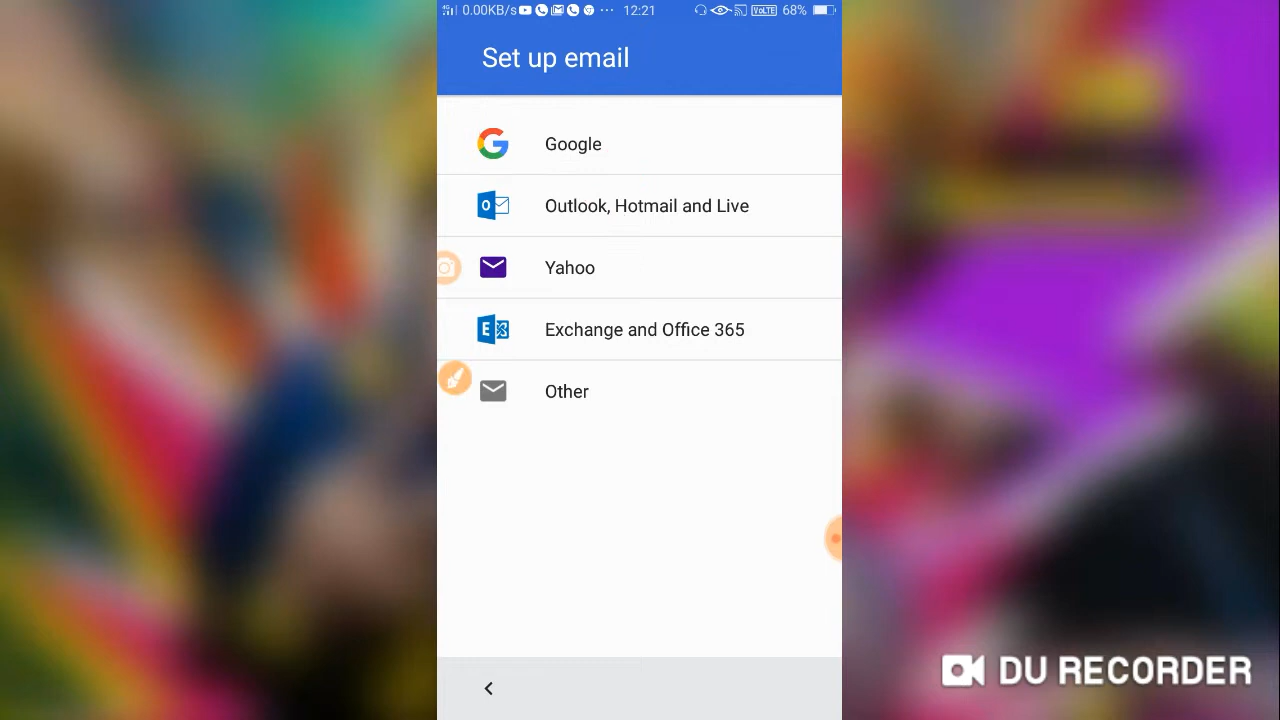 0.00KB/s ... 12:21 VoLTE 68%
Set up email
Google
Outlook, Hotmail and Live
Yahoo
Exchange and Office 365
Other
DU RECORDER